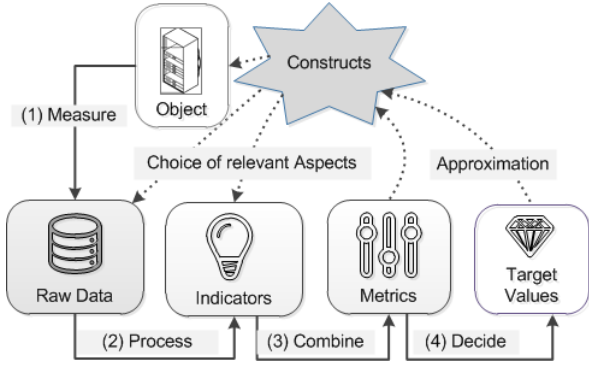 Constructs
Object
(1) Measure
Choice of relevant Aspects
Approximation
Raw Data
Indicators
Metrics
Target
Values
(2) Process
(3) Combine
(4) Decide